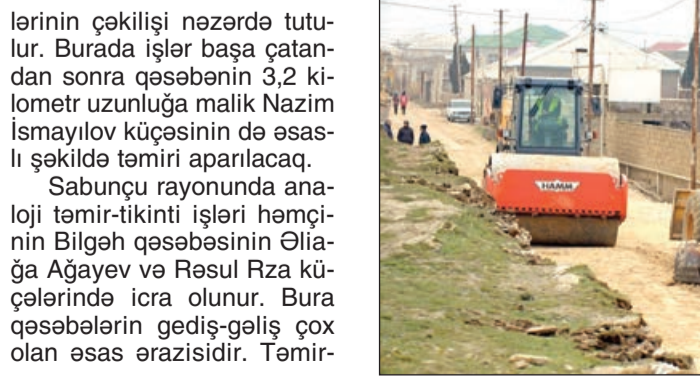 lərinin çəkilişi nəzərdə tutu-
lur. Burada işlər başa çatan-
dan sonra qəsəbənin 3,2 ki-
lometr uzunluğa malik Nazim
İsmayılov küçəsinin də əsas-
lı şəkildə təmiri aparılacaq.
Sabunçu rayonunda ana-
loji təmir-tikinti işləri həmçi-
nin Bilgəh qəsəbəsinin Əlia-
ğa Ağayev və Rəsul Rza kü-
çələrində icra olunur. Bura
qəsəbələrin gediş-gəliş çox
olan əsas ərazisidir. Təmir-
HAMM